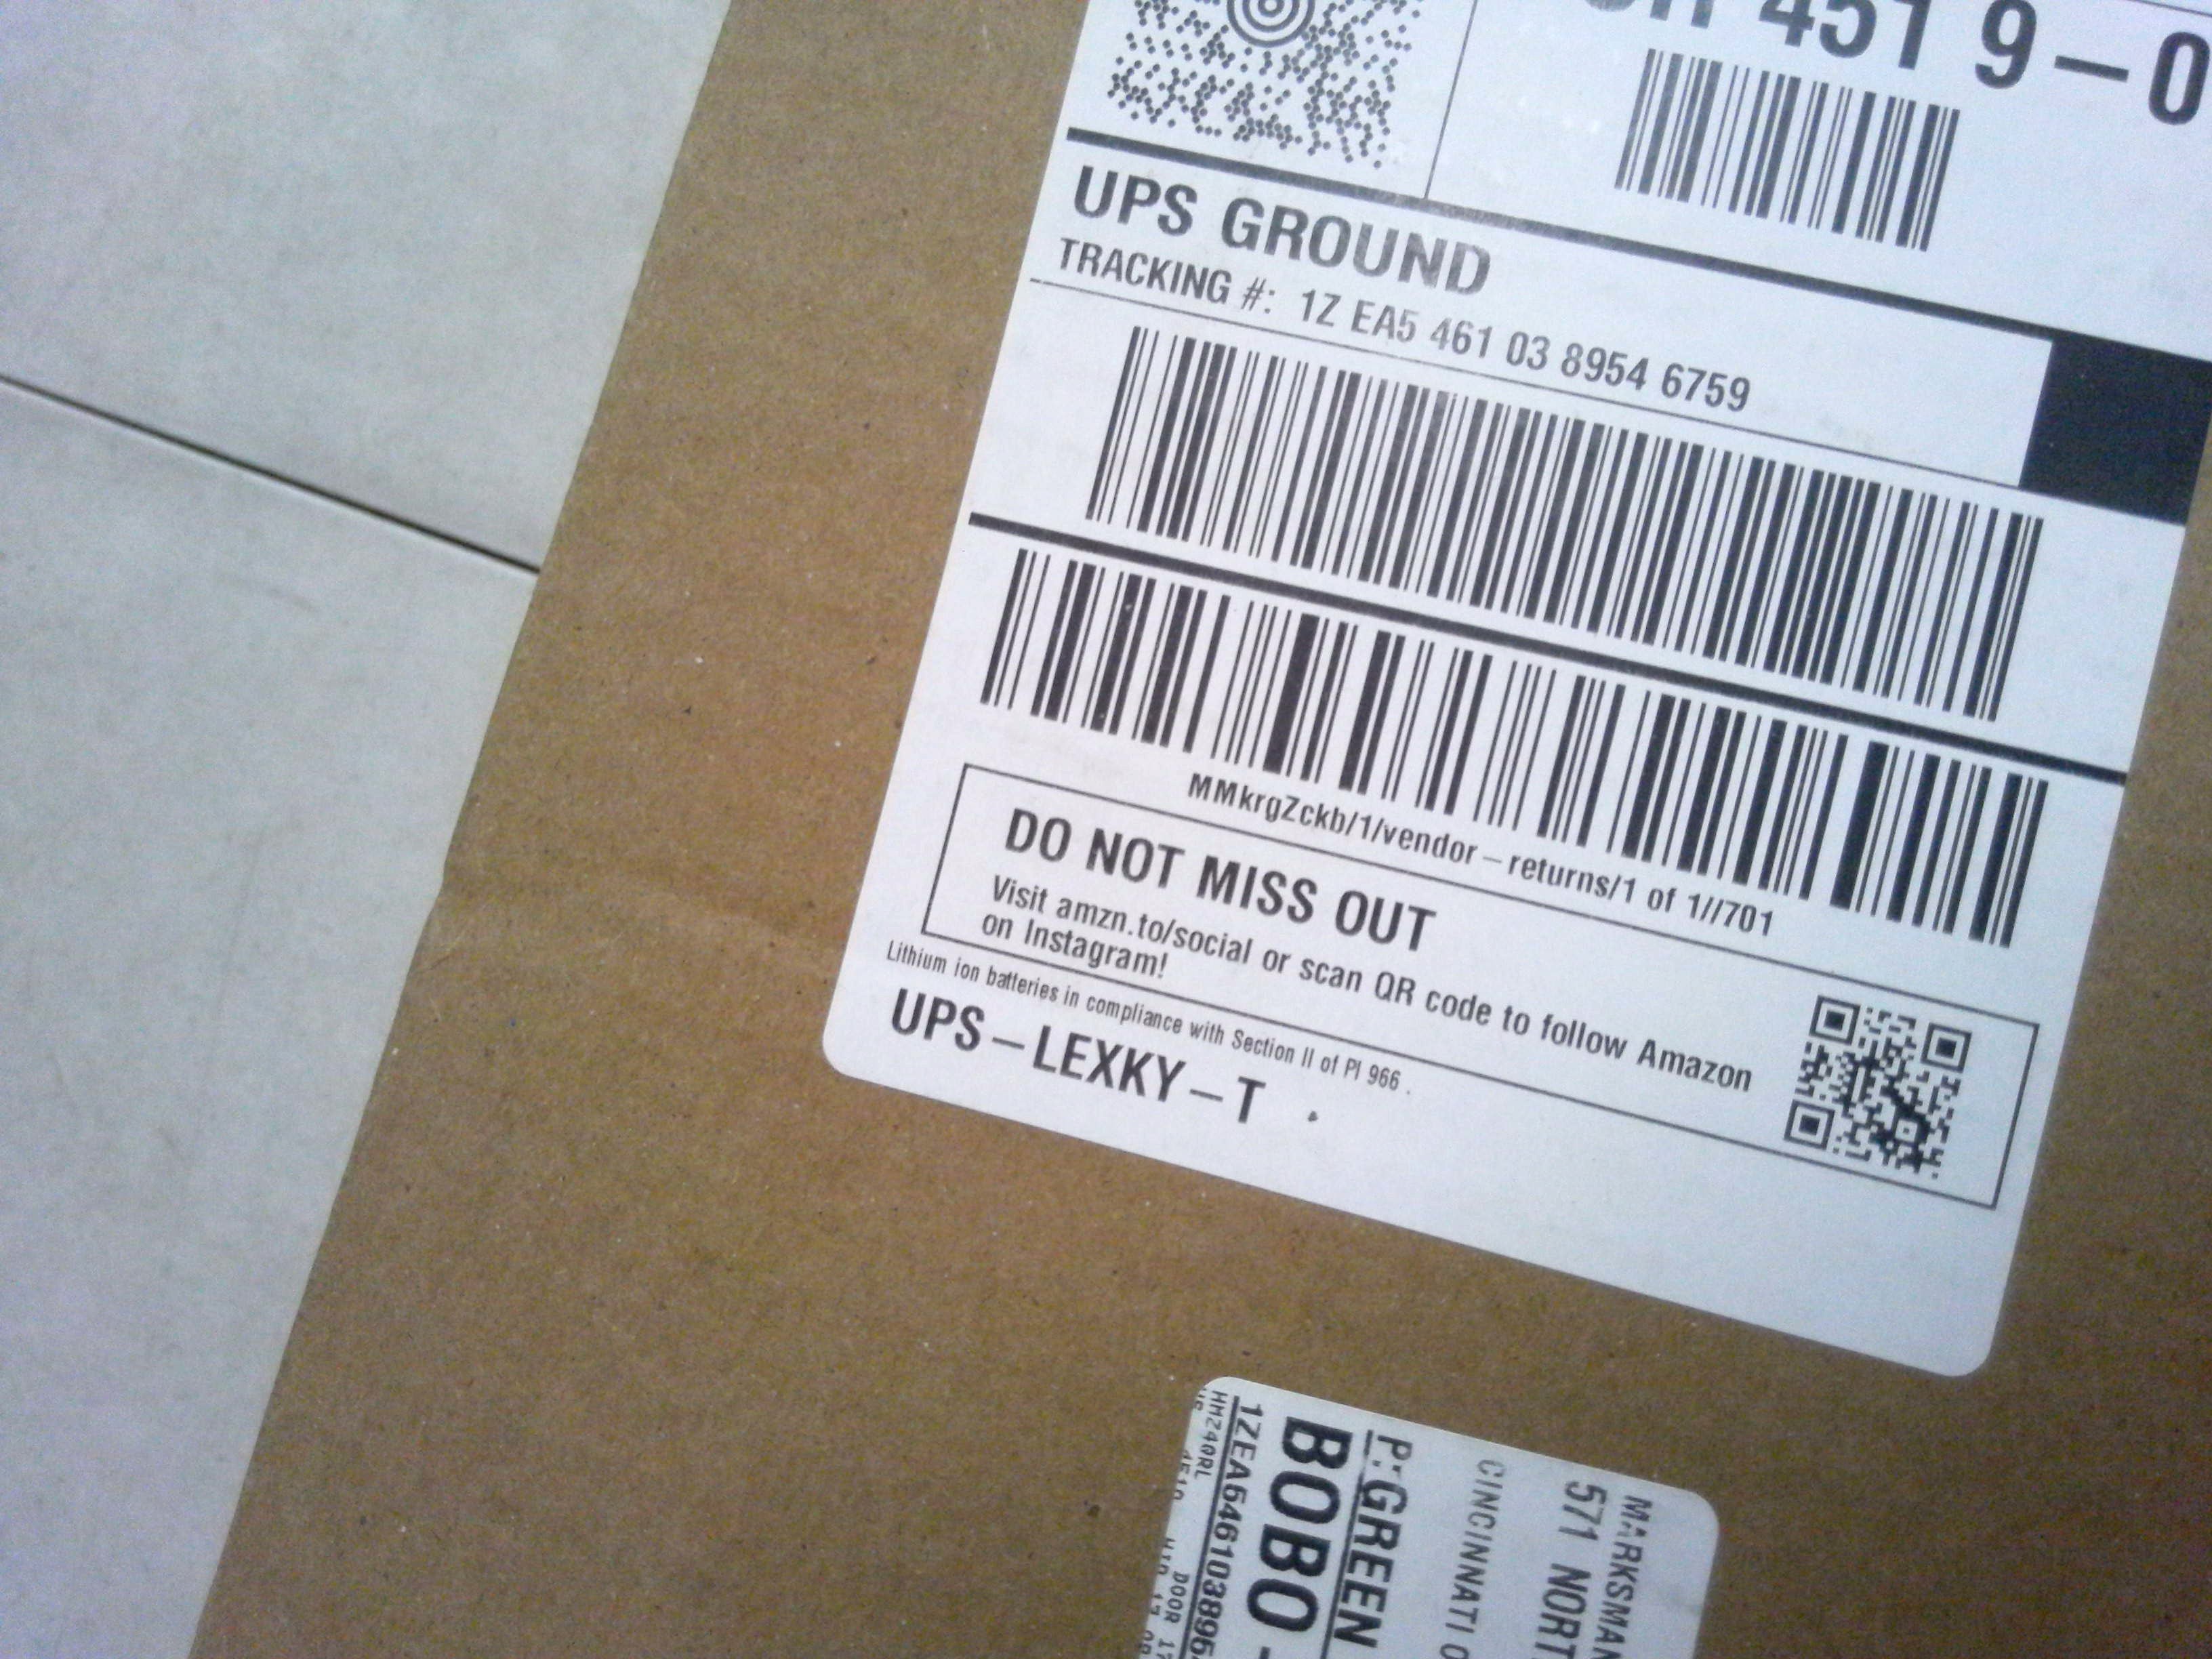 451 9-0
UPS GROUND
TRACKING #: 1Z EA5 461 03 8954 6759
MMkrgZckb/1/vendor-returns/1 of 1//701
DO NOT MISS OUT
Visit amzn.to/social or scan QR code to follow Amazon
on Instagram!
Lithium ion batteries in compliance with Section II of PI 966.
UPS-LEXKY-T
MARKSMAN
571 NORT
CINCINNATI O
P: GREEN
BOBO -
DOOR